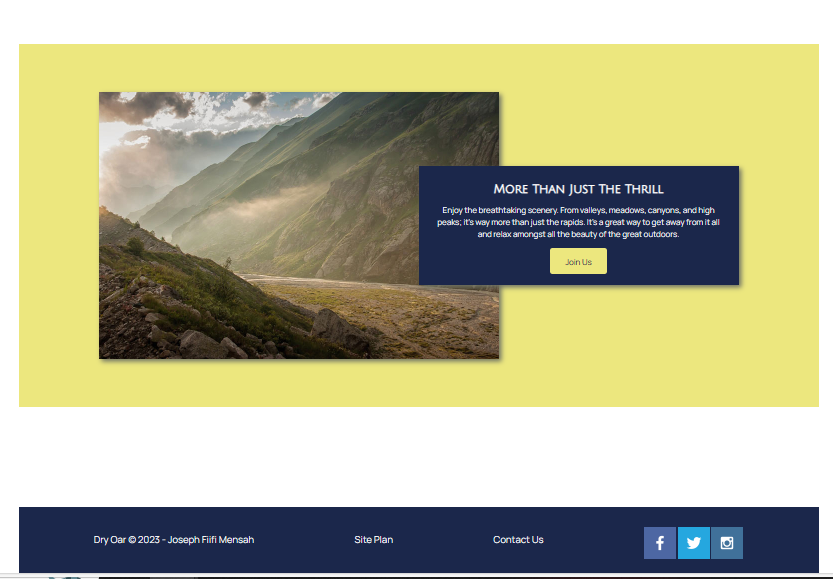 More Than Just The Thrill
Enjoy the breathtaking scenery. From valleys, meadows, canyons, and high
peaks; it's way more than just the rapids. It's a great way to get away from it all
and relax amongst all the beauty of the great outdoors.
Join Us
Dry Oar © 2023 - Joseph Fiifi Mensah
Site Plan
Contact Us